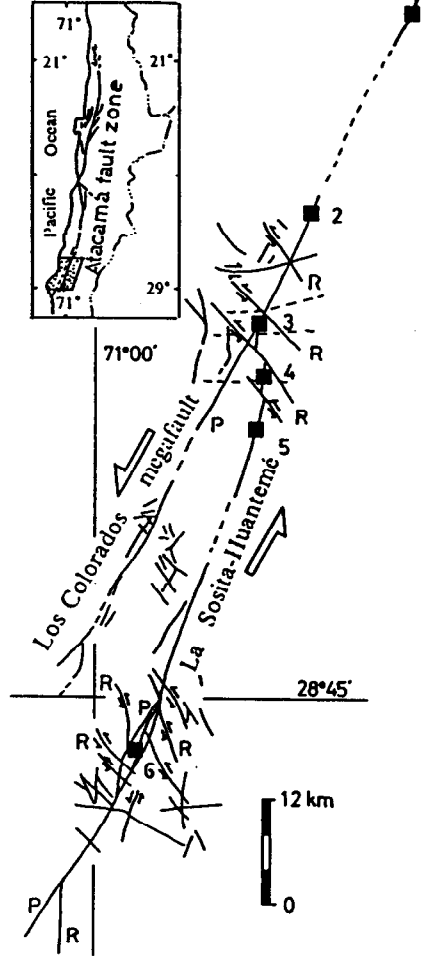 71°
21°
21°
Pacific Ocean
Atacama fault zone
71°
29°
2
R
3
R
71°00'
4
R
P
5
Los Colorados megafault
La Sosita-Huantemé
R
P
28°45'
R
R
6
12 km
0
P
R